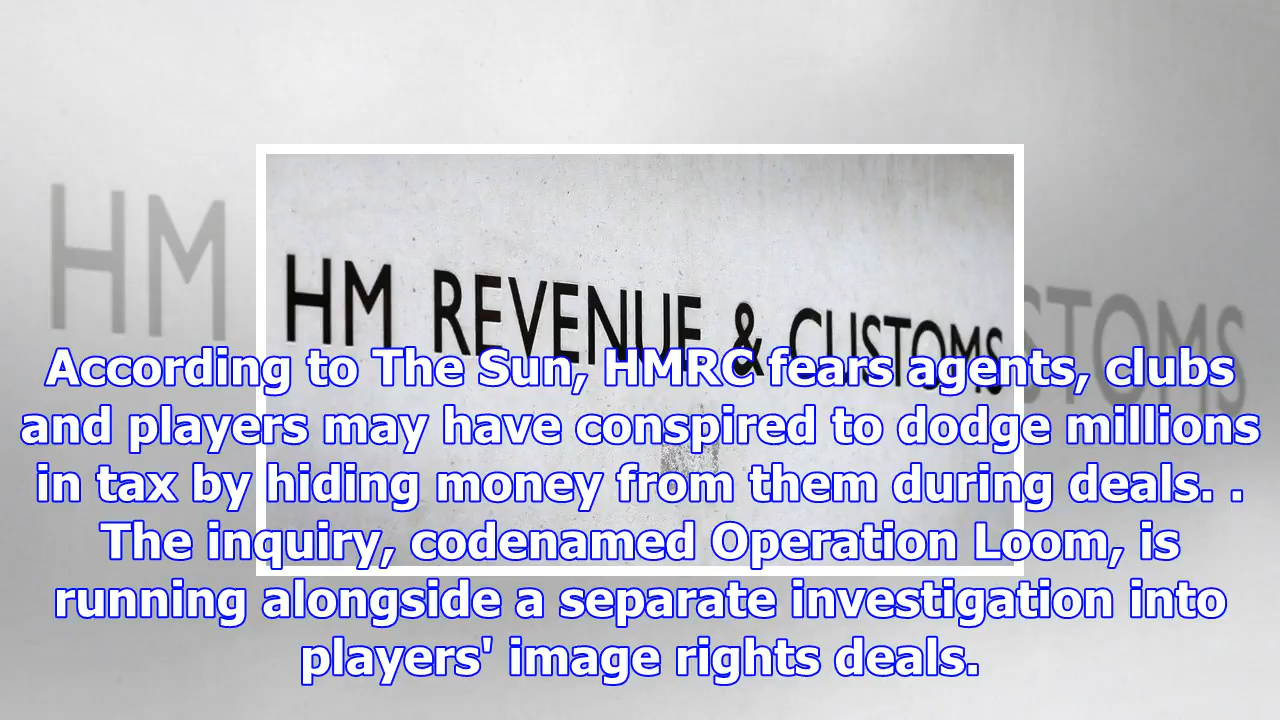 HM REVENUE & CUSTOMS
HM
STOMS
According to The Sun, HMRC fears agents, clubs
and players may have conspired to dodge millions
in tax by hiding money from them during deals. .
The inquiry, codenamed Operation Loom, is
running alongside a separate investigation into
players' image rights deals.